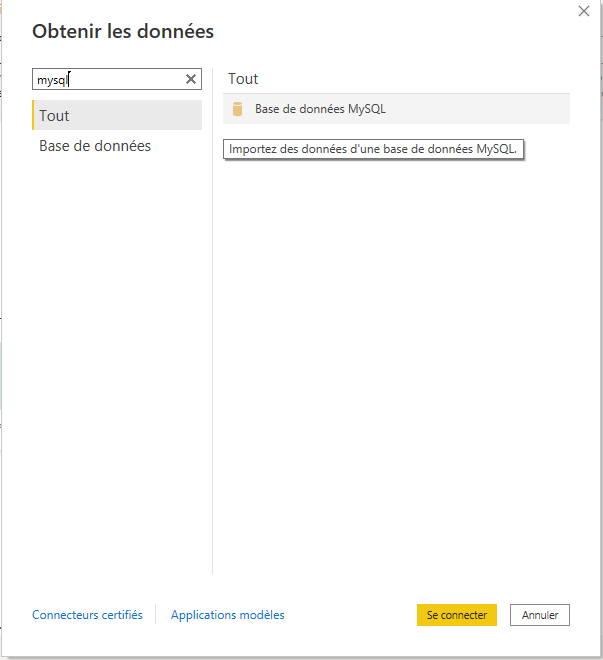 Obtenir les données
mysql
Tout
Base de données
Tout
Base de données MySQL
Importez des données d'une base de données MySQL.
Connecteurs certifiés
Applications modèles
Se connecter
Annuler